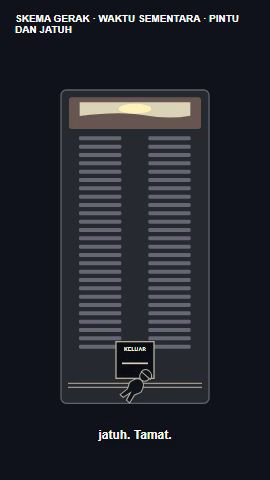 SKEMA GERAK · WAKTU SEMENTARA · PINTU
DAN JATUH
KELUAR
jatuh. Tamat.